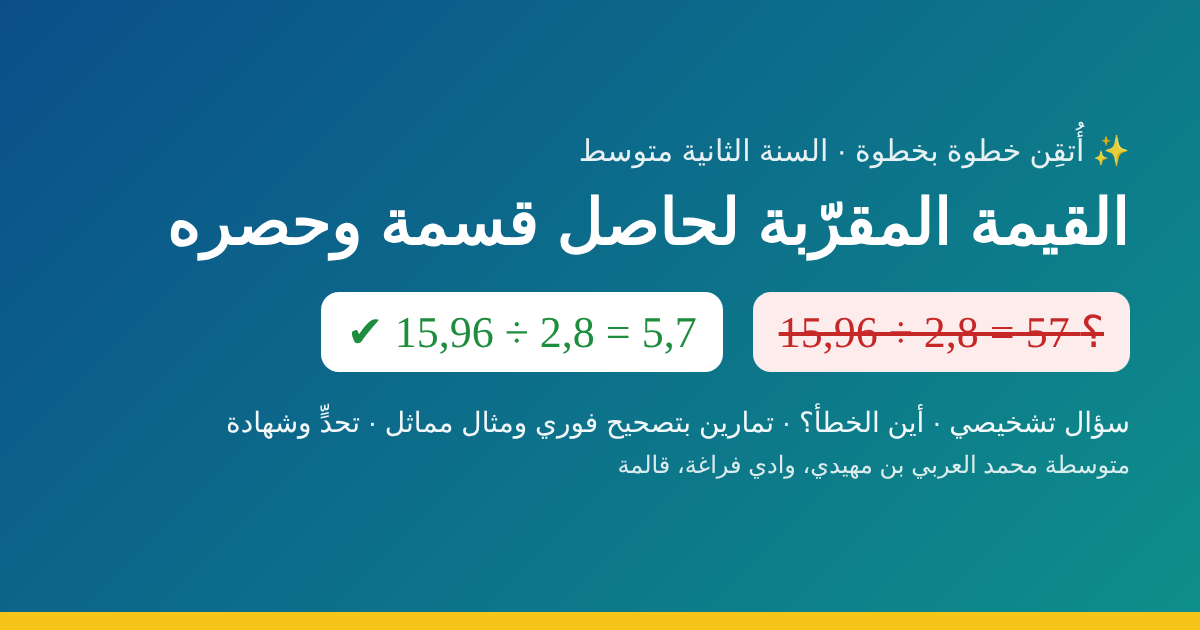 ✨ أُتقِن خطوة بخطوة · السنة الثانية متوسط
القيمة المقرّبة لحاصل قسمة وحصره
15,96 ÷ 2,8 = 57 ؟
✔ 15,96 ÷ 2,8 = 5,7
سؤال تشخيصي · أين الخطأ؟ · تمارين بتصحيح فوري ومثال مماثل · تحدٍّ وشهادة
متوسطة محمد العربي بن مهيدي، وادي فراغة، قالمة